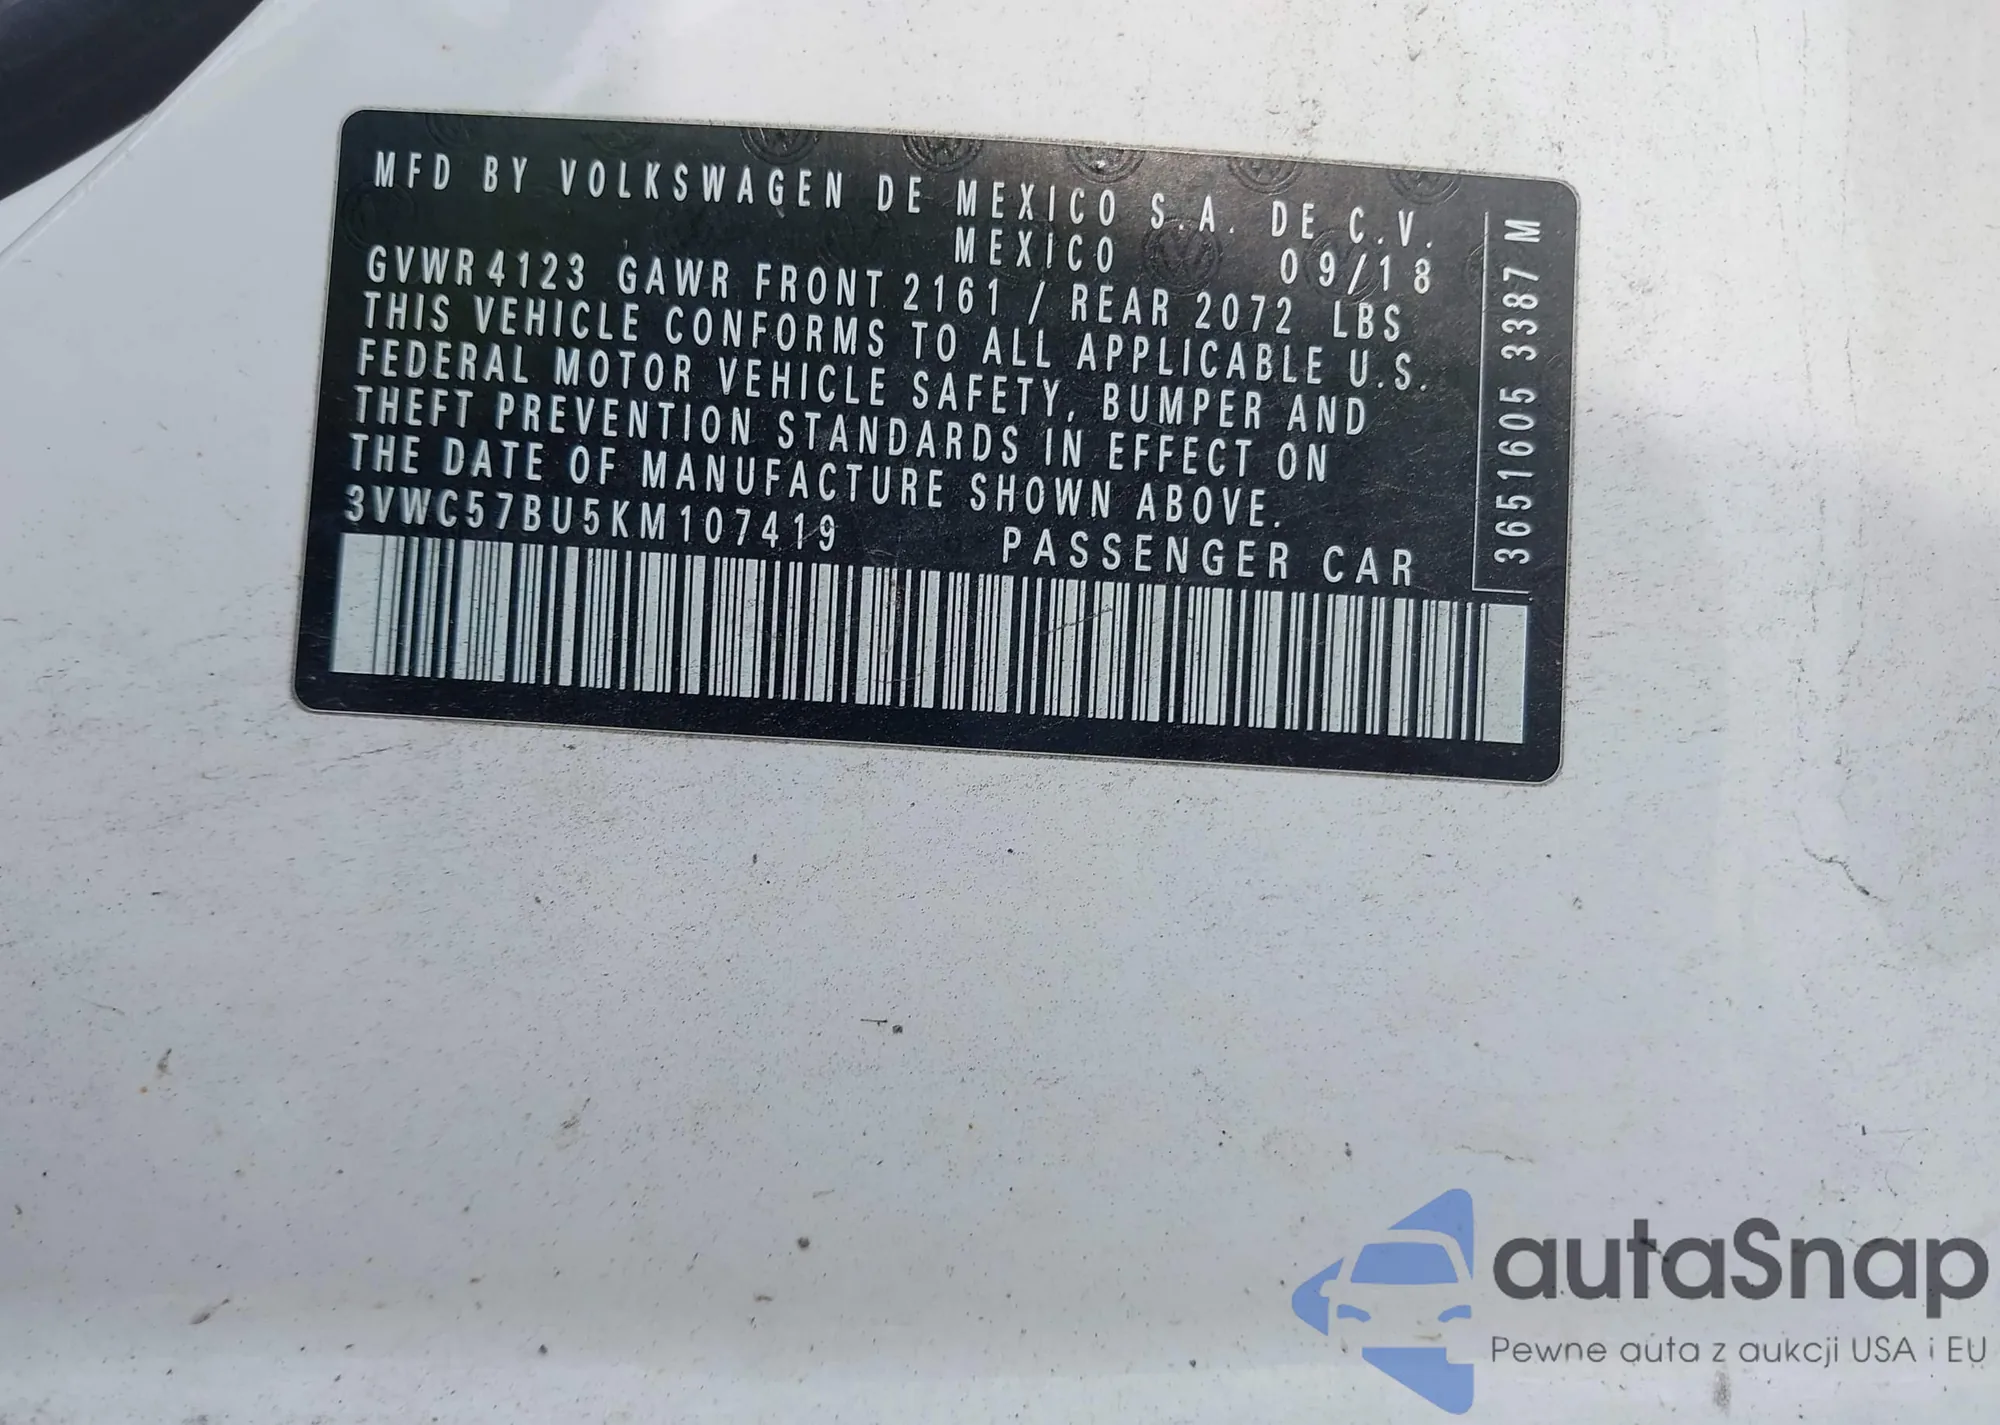 MFD BY VOLKSWAGEN DE MEXICO S.A. DE C.V.
MEXICO 09/18
GVWR 4123 GAWR FRONT 2161 / REAR 2072 LBS
THIS VEHICLE CONFORMS TO ALL APPLICABLE U.S.
FEDERAL MOTOR VEHICLE SAFETY, BUMPER AND
THEFT PREVENTION STANDARDS IN EFFECT ON
THE DATE OF MANUFACTURE SHOWN ABOVE.
3VWC57BU5KM107419 PASSENGER CAR
3651605 3387 M
autaSnap
Pewne auta z aukcji USA i EU